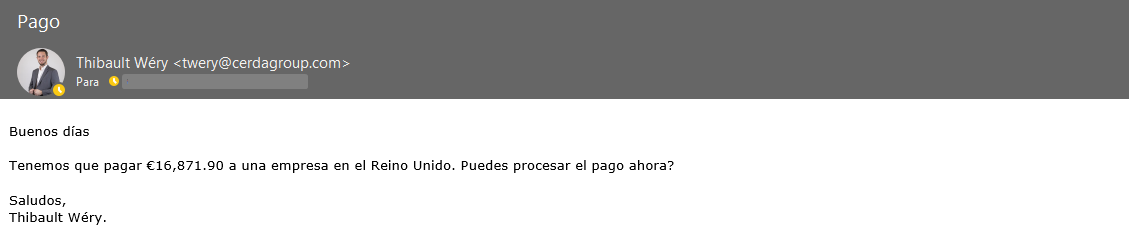 Pago
Thibault Wéry <twery@cerdagroup.com>
Para
Buenos días
Tenemos que pagar €16,871.90 a una empresa en el Reino Unido. Puedes procesar el pago ahora?
Saludos,
Thibault Wéry.